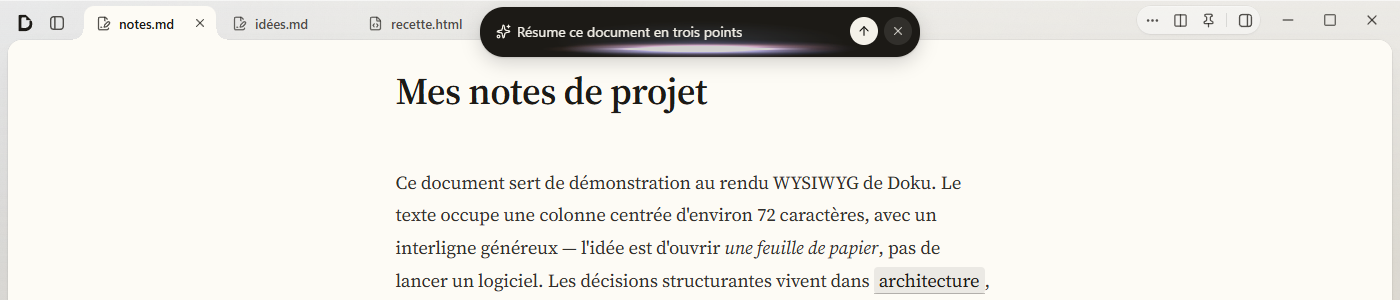 notes.md
idées.md
recette.html
Résume ce document en trois points
Mes notes de projet
Ce document sert de démonstration au rendu WYSIWYG de Doku. Le
texte occupe une colonne centrée d'environ 72 caractères, avec un
interligne généreux — l'idée est d'ouvrir une feuille de papier, pas de
lancer un logiciel. Les décisions structurantes vivent dans architecture ,